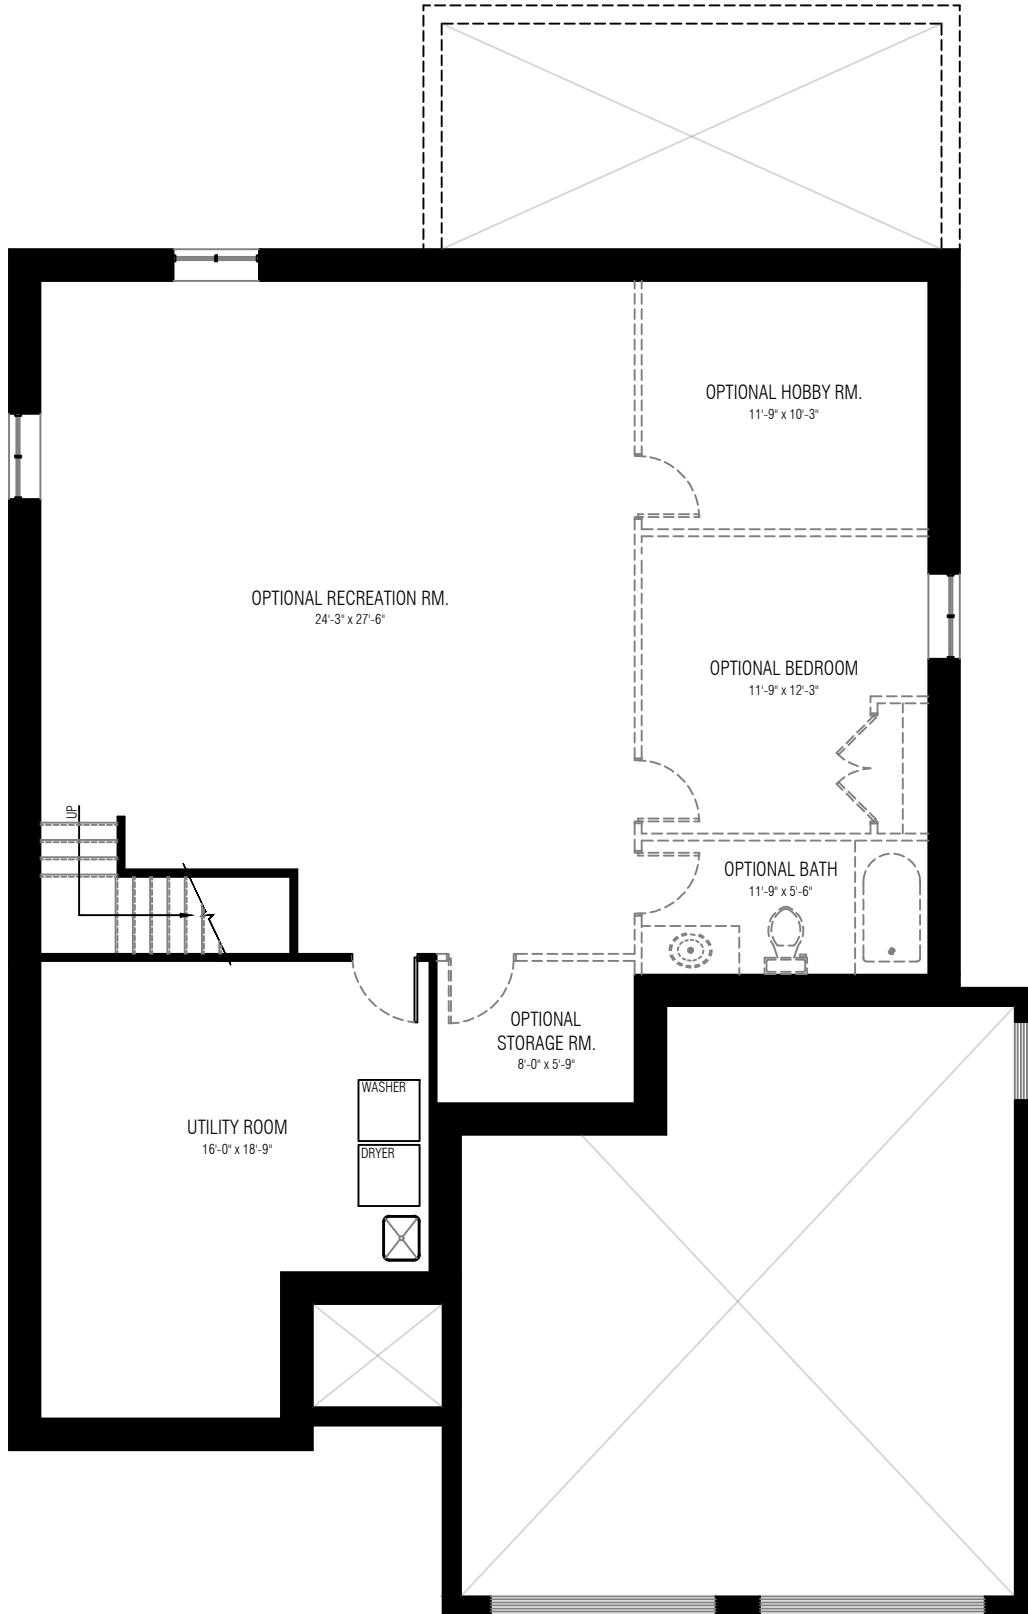 OPTIONAL HOBBY RM.
11'-9" x 10'-3"
OPTIONAL RECREATION RM.
24'-3" x 27'-6"
OPTIONAL BEDROOM
11'-9" x 12'-3"
UP
OPTIONAL BATH
11'-9" x 5'-6"
OPTIONAL
STORAGE RM.
8'-0" x 5'-9"
WASHER
UTILITY ROOM
16'-0" x 18'-9"
DRYER